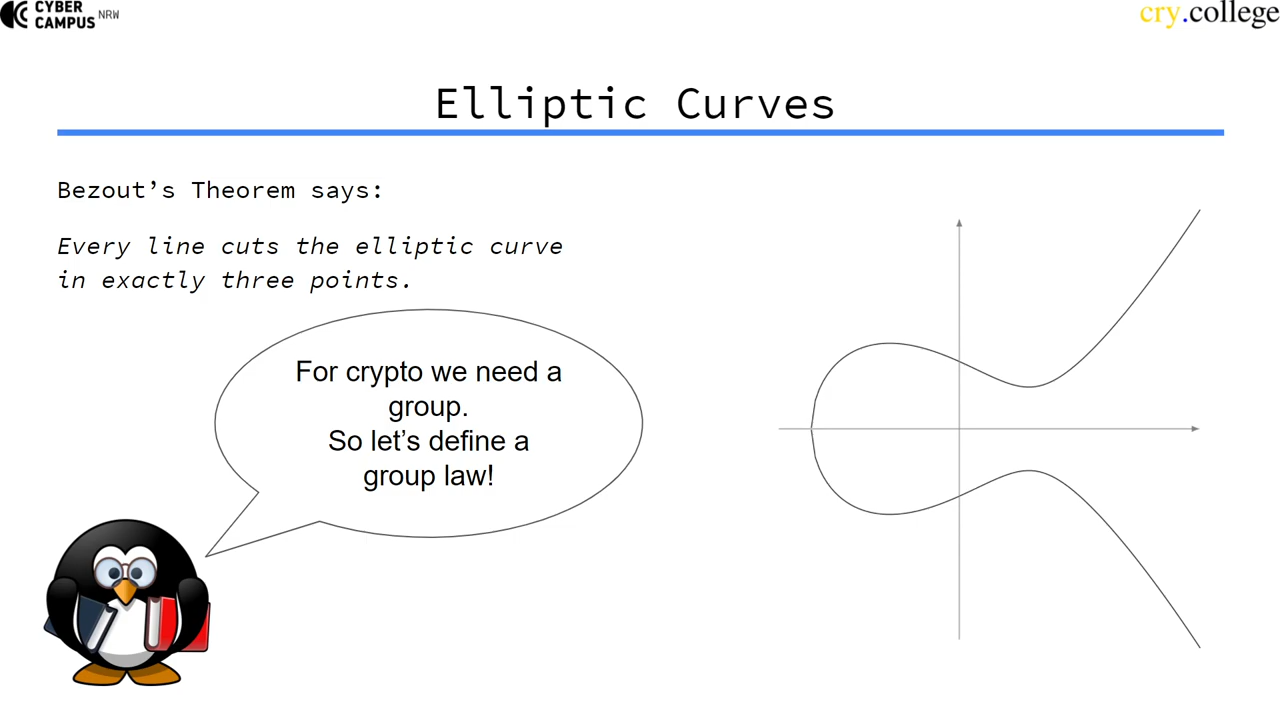 CYBER
CAMPUS NRW
cry.college
Elliptic Curves
Bezout’s Theorem says:
Every line cuts the elliptic curve
in exactly three points.
For crypto we need a
group.
So let’s define a
group law!